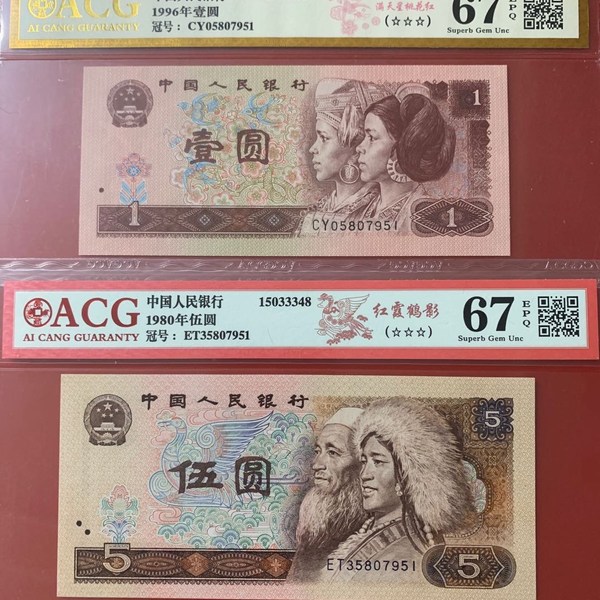 ACG
AI CANG GUARANTY
1996年壹圆
冠号：CY05807951
满天星桃花红
(☆☆☆)
67
EPQ
Superb Gem Unc
中国人民银行
1
壹圆
1
CY05807951
1
ACG
AI CANG GUARANTY
中国人民银行
15033348
1980年伍圆
冠号：ET35807951
红霞鹤影
(☆☆☆)
67
EPQ
Superb Gem Unc
中国人民银行
5
伍圆
5
ET35807951
5